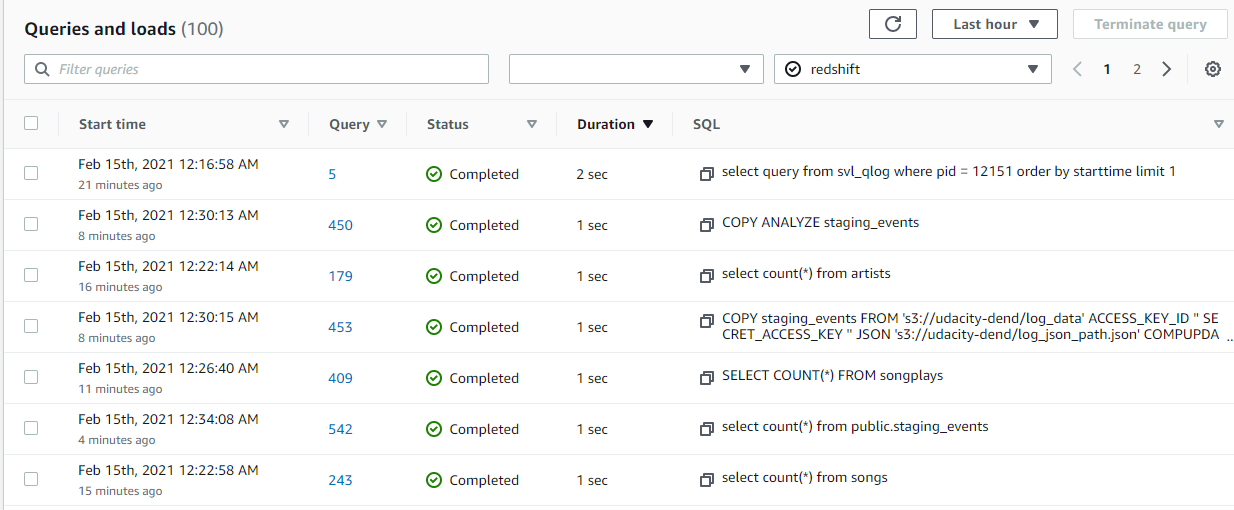 Queries and loads (100)
Last hour
Terminate query
Filter queries
redshift
1 2
Start time Query Status Duration SQL
Feb 15th, 2021 12:16:58 AM
21 minutes ago
5 Completed 2 sec select query from svl_qlog where pid = 12151 order by starttime limit 1
Feb 15th, 2021 12:30:13 AM
8 minutes ago
450 Completed 1 sec COPY ANALYZE staging_events
Feb 15th, 2021 12:22:14 AM
16 minutes ago
179 Completed 1 sec select count(*) from artists
Feb 15th, 2021 12:30:15 AM
8 minutes ago
453 Completed 1 sec COPY staging_events FROM 's3://udacity-dend/log_data' ACCESS_KEY_ID '' SE
CRET_ACCESS_KEY '' JSON 's3://udacity-dend/log_json_path.json' COMPUPDA ..
Feb 15th, 2021 12:26:40 AM
11 minutes ago
409 Completed 1 sec SELECT COUNT(*) FROM songplays
Feb 15th, 2021 12:34:08 AM
4 minutes ago
542 Completed 1 sec select count(*) from public.staging_events
Feb 15th, 2021 12:22:58 AM
15 minutes ago
243 Completed 1 sec select count(*) from songs